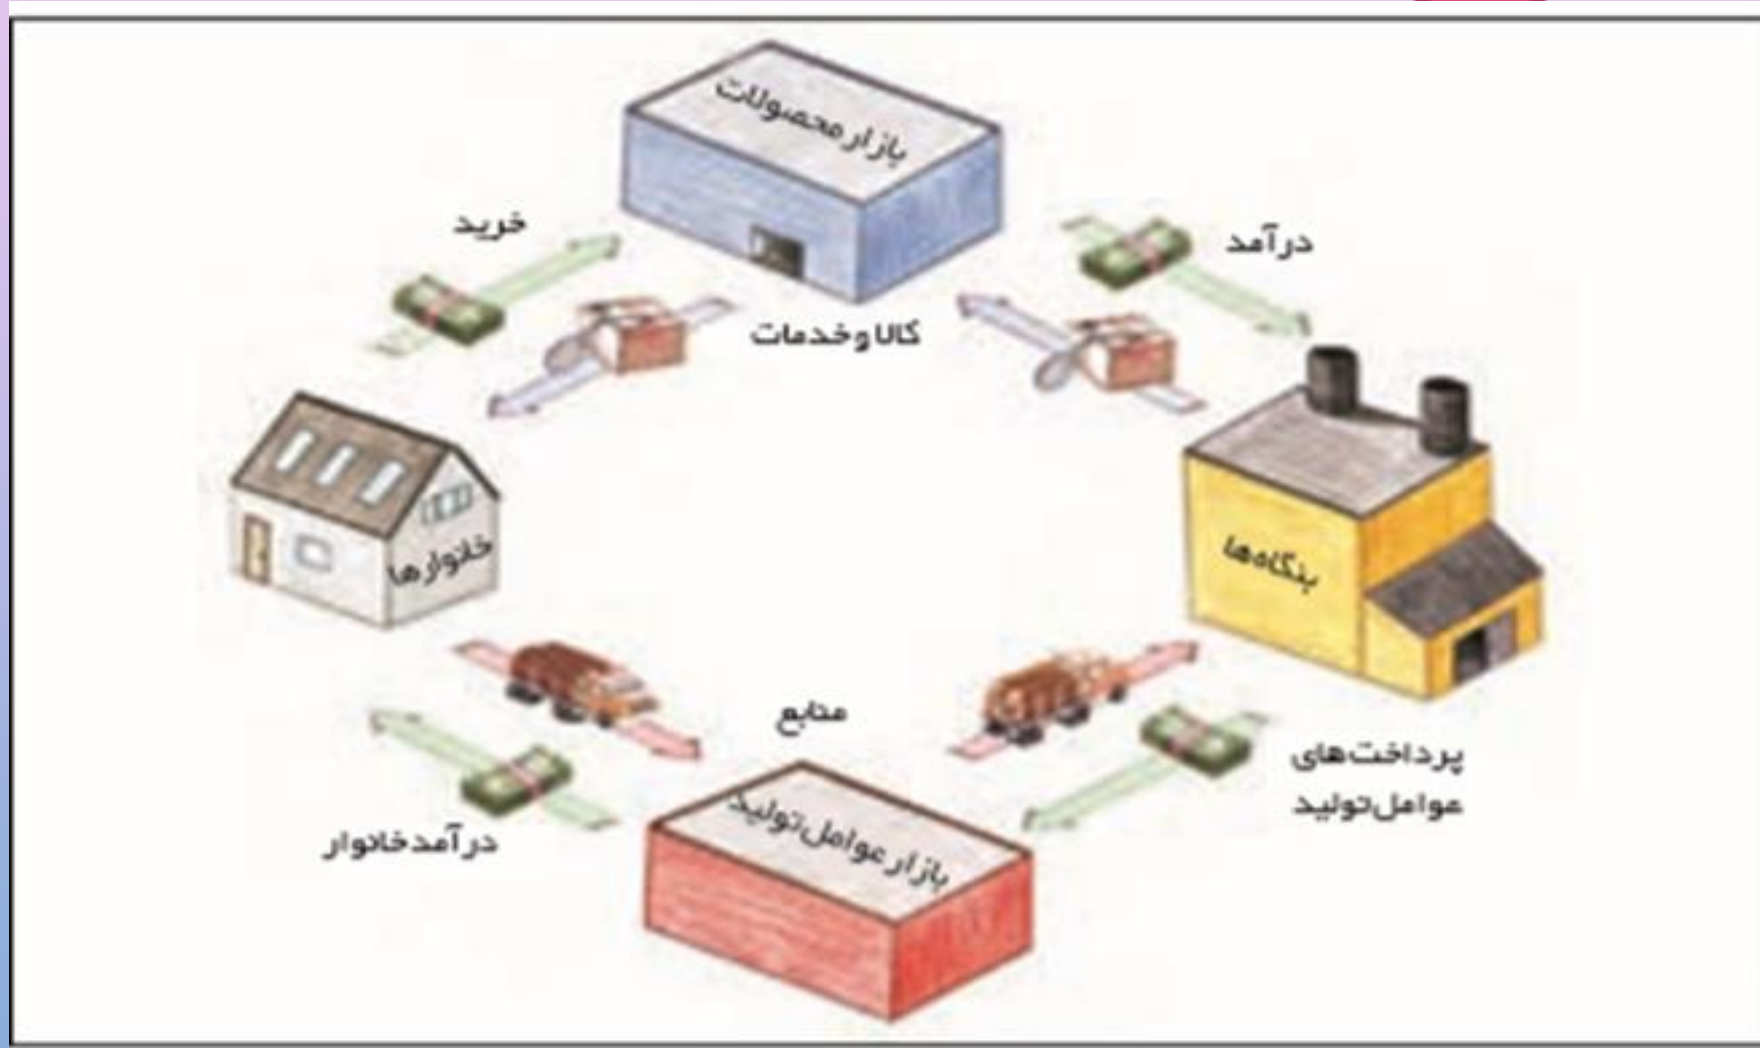 بازار محصولات
خرید
درآمد
کالا و خدمات
خانوارها
بنگاه‌ها
منابع
پرداخت‌های
عوامل تولید
بازار عوامل تولید
درآمد خانوار